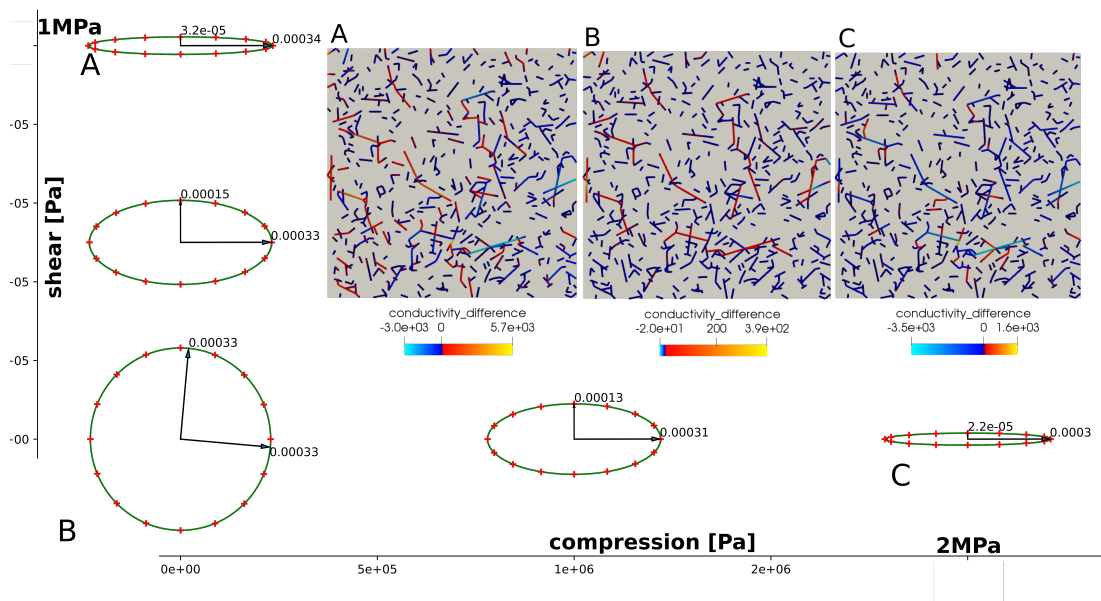 1MPa
3.2e-05
0.00034
A
A
B
C
-05
-05
-05
-05
-00
shear [Pa]
0.00015
0.00033
conductivity_difference
-3.0e+03 0 5.7e+03
conductivity_difference
-2.0e+01 200 3.9e+02
conductivity_difference
-3.5e+03 0 1.6e+03
0.00033
0.00033
B
0.00013
0.00031
2.2e-05
0.0003
C
compression [Pa]
2MPa
0e+00 5e+05 1e+06 2e+06